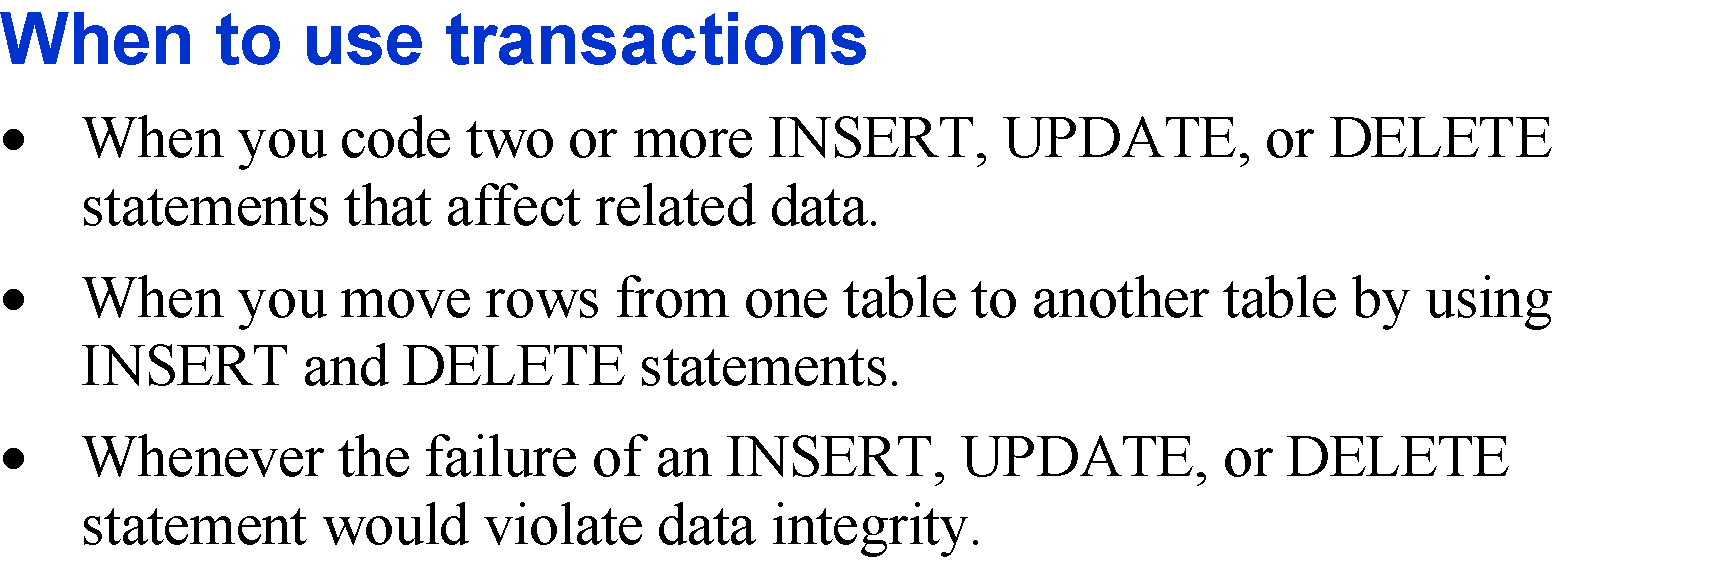 When to use transactions
• When you code two or more INSERT, UPDATE, or DELETE
statements that affect related data.
• When you move rows from one table to another table by using
INSERT and DELETE statements.
• Whenever the failure of an INSERT, UPDATE, or DELETE
statement would violate data integrity.